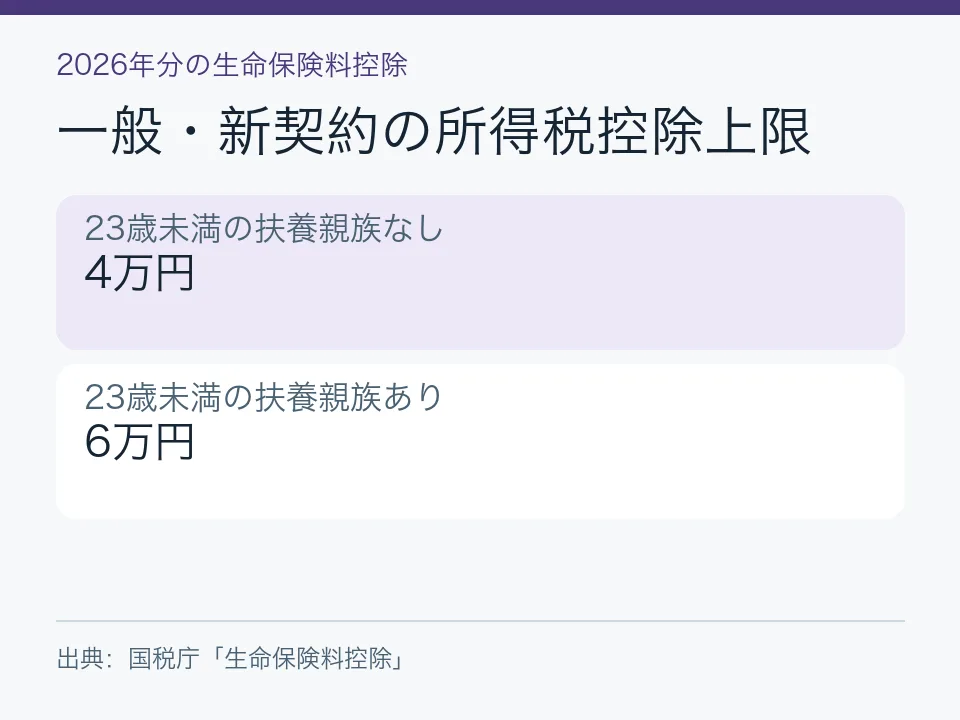 2026年分の生命保険料控除
一般・新契約の所得税控除上限
23歳未満の扶養親族なし
4万円
23歳未満の扶養親族あり
6万円
出典：国税庁「生命保険料控除」